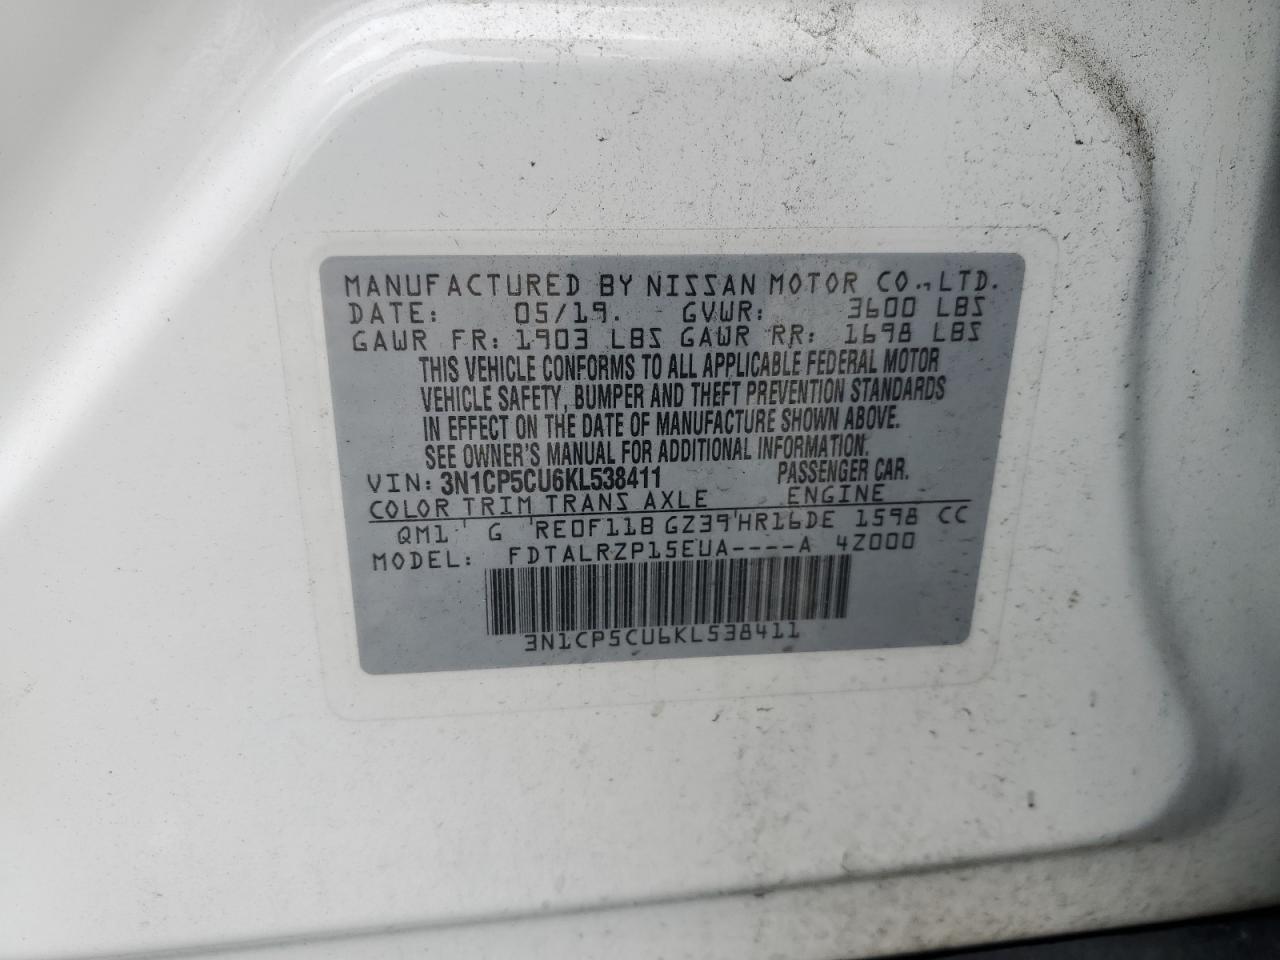 MANUFACTURED BY NISSAN MOTOR CO., LTD.
DATE: 05/19. GVWR: 3600 LBS
GAWR FR: 1903 LBS GAWR RR: 1698 LBS
THIS VEHICLE CONFORMS TO ALL APPLICABLE FEDERAL MOTOR
VEHICLE SAFETY, BUMPER AND THEFT PREVENTION STANDARDS
IN EFFECT ON THE DATE OF MANUFACTURE SHOWN ABOVE.
SEE OWNER'S MANUAL FOR ADDITIONAL INFORMATION.
VIN: 3N1CP5CU6KL538411 PASSENGER CAR.
COLOR TRIM TRANS AXLE ENGINE
QM1 G RE0F11B GZ39 HR16DE 1598 CC
MODEL: FDTALRZP15EUA----A 4Z000
3N1CP5CU6KL538411